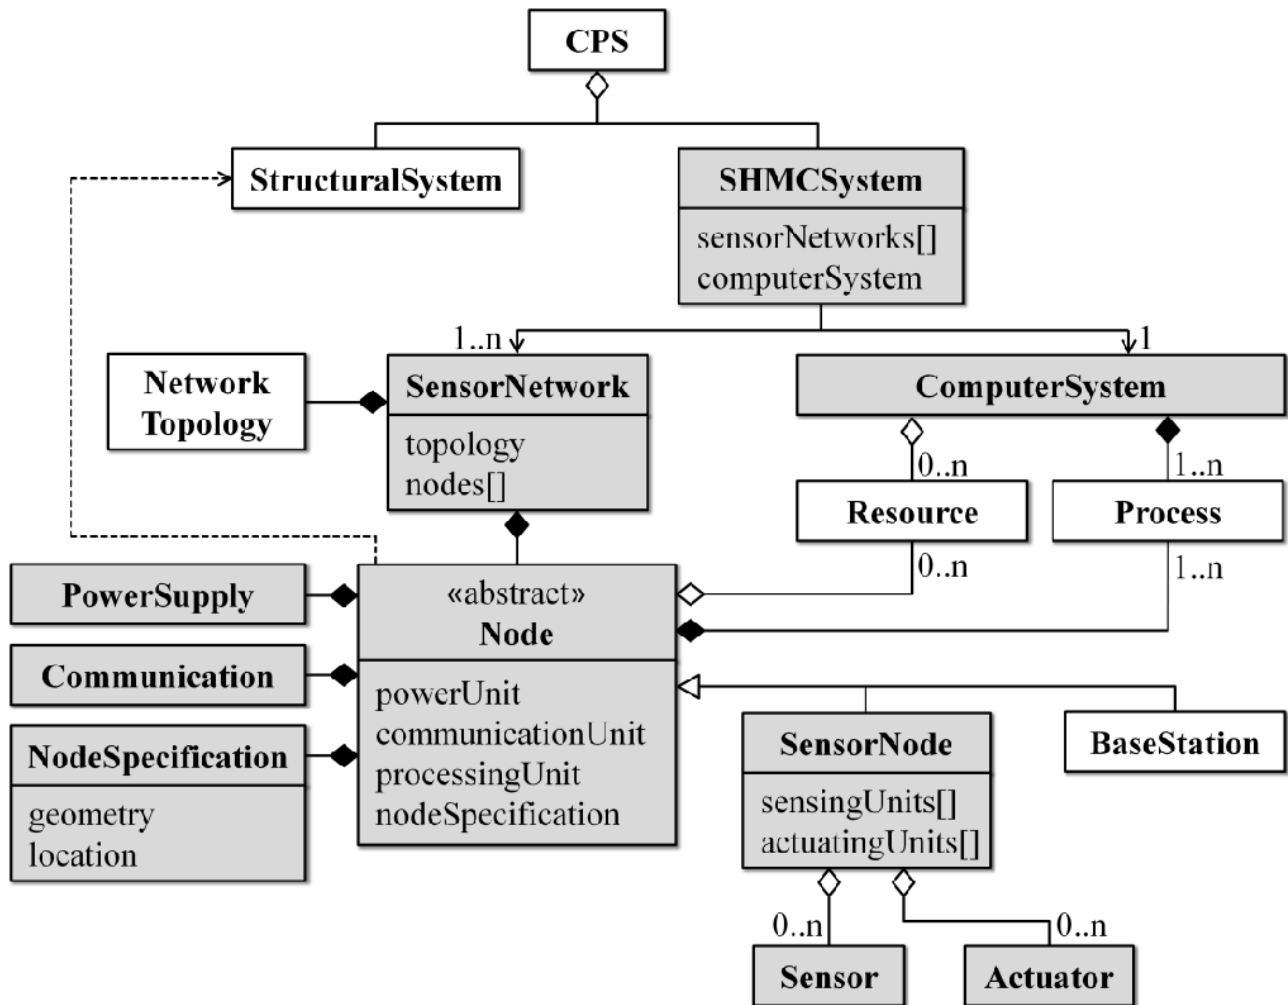 CPS
StructuralSystem
SHMCSystem
sensorNetworks[]
computerSystem
1..n
1
Network
Topology
SensorNetwork
topology
nodes[]
ComputerSystem
0..n
1..n
Resource
Process
0..n
1..n
PowerSupply
Communication
NodeSpecification
geometry
location
«abstract»
Node
powerUnit
communicationUnit
processingUnit
nodeSpecification
SensorNode
sensingUnits[]
actuatingUnits[]
BaseStation
0..n
0..n
Sensor
Actuator